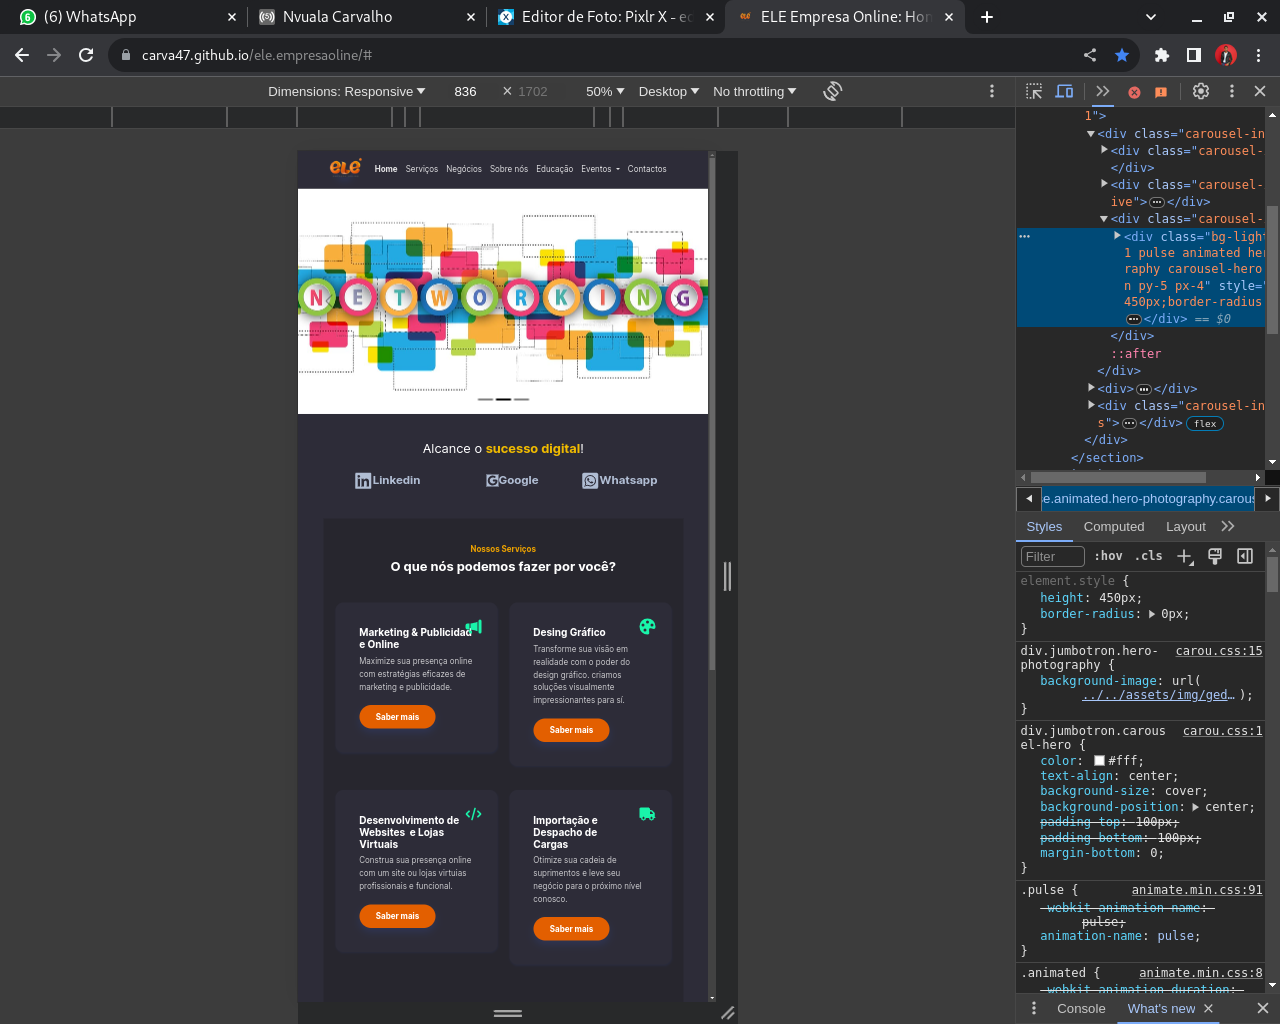 (6) WhatsApp
Nvuala Carvalho
Editor de Foto: Pixlr X - ed
ELE Empresa Online: Hom
carva47.github.io/ele.empresaoline/#
Dimensions: Responsive 836 × 1702 50% Desktop No throttling
1">
<div class="carousel-in
<div class="carousel-
</div>
<div class="carousel-
ive"> </div>
<div class="carousel-
<div class="bg-light
1 pulse animated her
raphy carousel-hero
n py-5 px-4" style="
450px;border-radius
</div> == $0
</div>
::after
</div>
<div> </div>
<div class="carousel-in
s"> </div> flex
</div>
</section>
e.animated.hero-photography.carous
Styles Computed Layout
Filter :hov .cls
element.style {
height: 450px;
border-radius: 0px;
}
div.jumbotron.hero- carou.css:15
photography {
background-image: url(
../../assets/img/ged… );
}
div.jumbotron.carous carou.css:1
el-hero {
color: #fff;
text-align: center;
background-size: cover;
background-position: center;
padding-top: 100px;
padding-bottom: 100px;
margin-bottom: 0;
}
.pulse { animate.min.css:91
-webkit-animation-name:
pulse;
animation-name: pulse;
}
.animated { animate.min.css:8
-webkit-animation-duration:
Console What's new
ele
Home Serviços Negócios Sobre nós Educação Eventos Contactos
NETWORKING
Alcance o sucesso digital!
Linkedin Google Whatsapp
Nossos Serviços
O que nós podemos fazer por você?
Marketing & Publicidad
e Online
Maximize sua presença online
com estratégias eficazes de
marketing e publicidade.
Saber mais
Desing Gráfico
Transforme sua visão em
realidade com o poder do
design gráfico. criamos
soluções visualmente
impressionantes para sí.
Saber mais
Desenvolvimento de
Websites e Lojas
Virtuais
Construa sua presença online
com um site ou lojas virtuias
profissionais e funcional.
Saber mais
Importação e
Despacho de
Cargas
Otimize sua cadeia de
suprimentos e leve seu
negócio para o próximo nível
conosco.
Saber mais